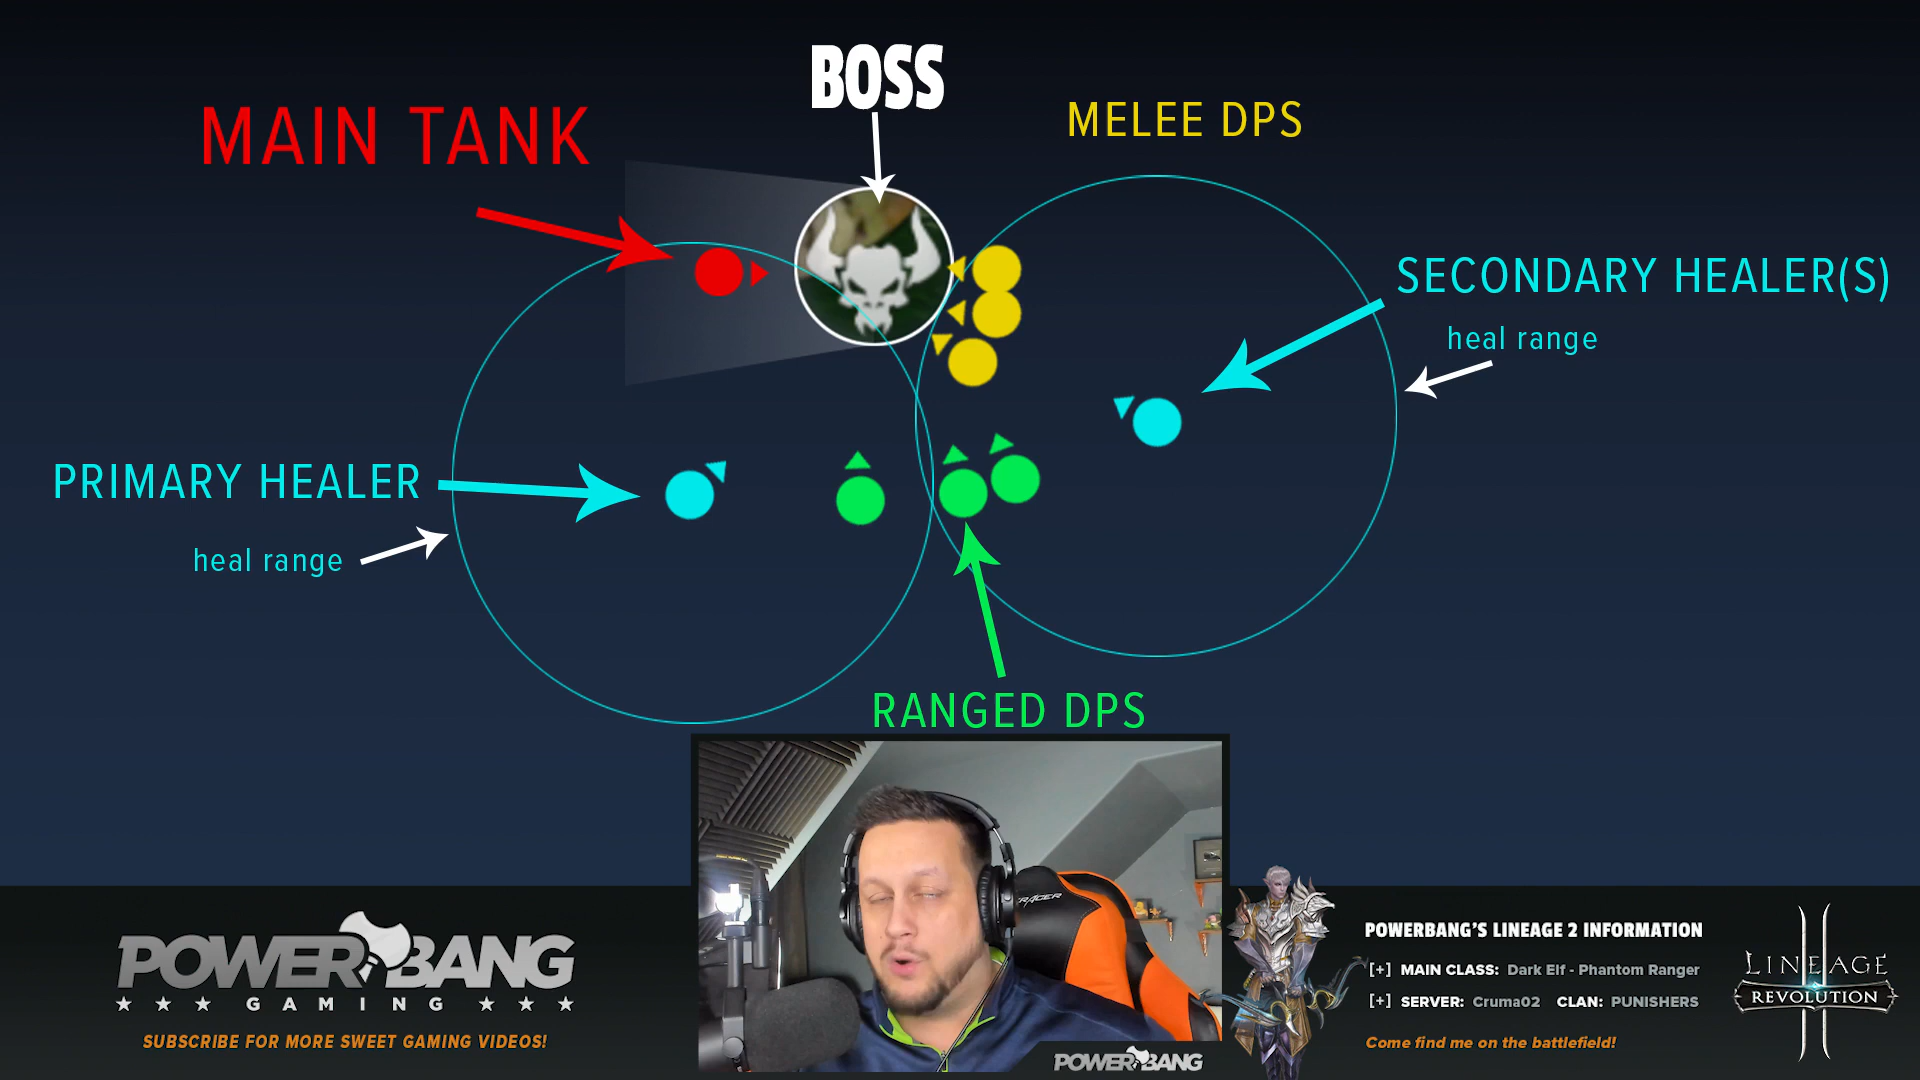 BOSS
MAIN TANK
MELEE DPS
SECONDARY HEALER(S)
heal range
PRIMARY HEALER
heal range
RANGED DPS
RACER
POWERBANG
GAMING
SUBSCRIBE FOR MORE SWEET GAMING VIDEOS!
POWERBANG
POWERBANG'S LINEAGE 2 INFORMATION
[+] MAIN CLASS: Dark Elf - Phantom Ranger
[+] SERVER: Cruma02 CLAN: PUNISHERS
Come find me on the battlefield!
LINEAGE
REVOLUTION